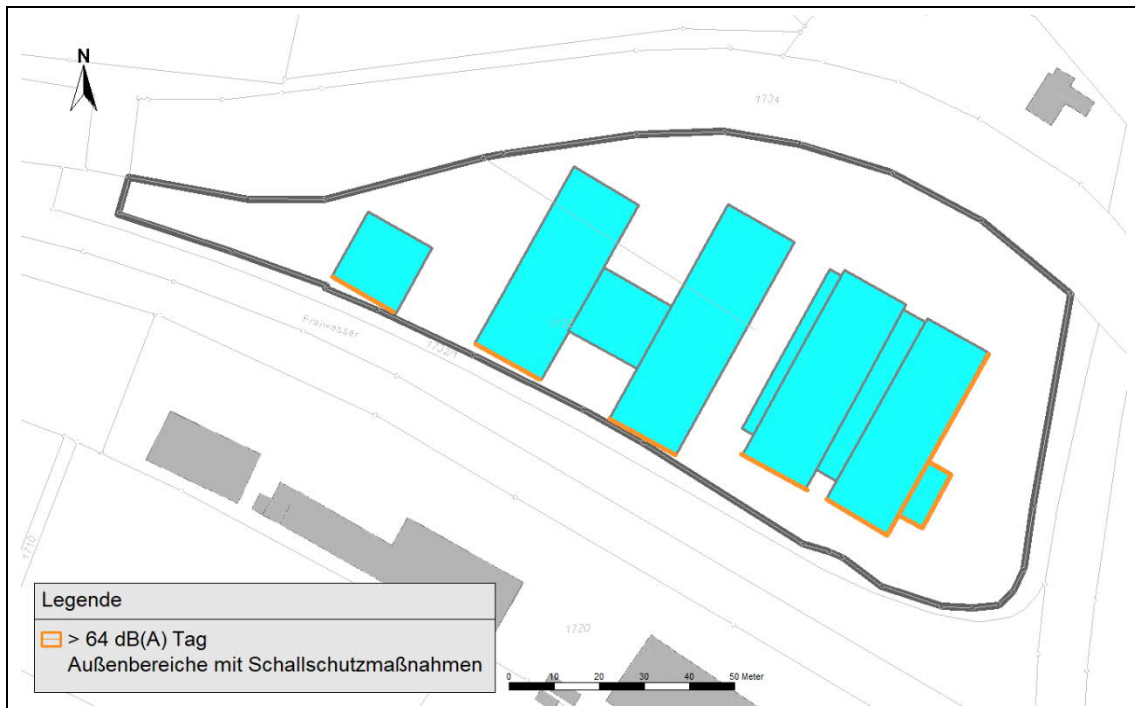 N
1734
Freiwasser
1732/1
1710
1720
Legende
> 64 dB(A) Tag
Außenbereiche mit Schallschutzmaßnahmen
0 10 20 30 40 50 Meter